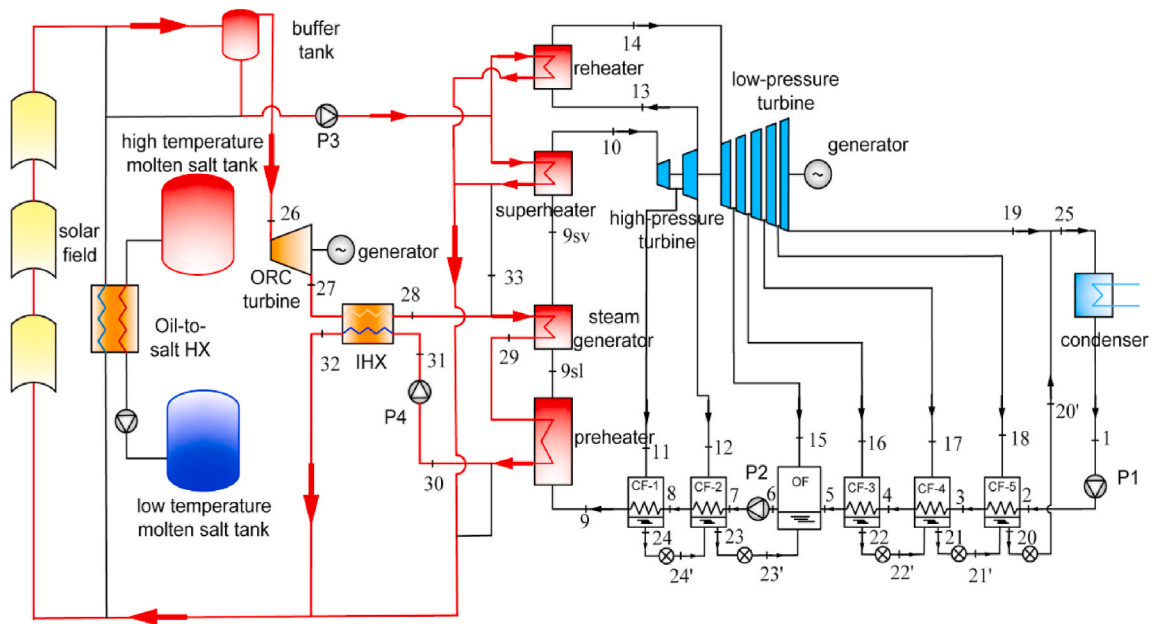 buffer
tank
14
reheater
13
low-pressure
turbine
P3
10
high temperature
molten salt tank
generator
superheater
high-pressure
turbine
19
25
26
solar
field
generator
ORC
turbine
9sv
27
28
33
steam
generator
condenser
Oil-to-
salt HX
32
IHX
31
29
9sl
P4
20'
preheater
11
12
15
16
17
18
1
30
P2
P1
low temperature
molten salt tank
CF-1
CF-2
OF
CF-3
CF-4
CF-5
9
8
7
6
5
4
3
2
24
23
22
21
20
24'
23'
22'
21'
~
~